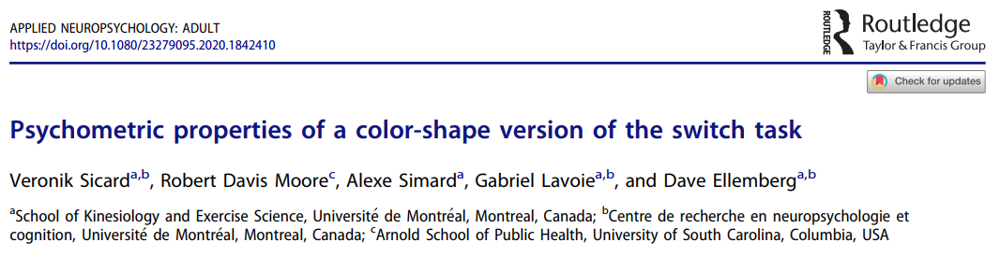 APPLIED NEUROPSYCHOLOGY: ADULT
https://doi.org/10.1080/23279095.2020.1842410
ROUTLEDGE
Routledge
Taylor & Francis Group
Check for updates
Psychometric properties of a color-shape version of the switch task
Veronik Sicardᵃ,ᵇ, Robert Davis Mooreᶜ, Alexe Simardᵃ, Gabriel Lavoieᵃ,ᵇ, and Dave Ellembergᵃ,ᵇ
ᵃSchool of Kinesiology and Exercise Science, Université de Montréal, Montreal, Canada; ᵇCentre de recherche en neuropsychologie et
cognition, Université de Montréal, Montreal, Canada; ᶜArnold School of Public Health, University of South Carolina, Columbia, USA